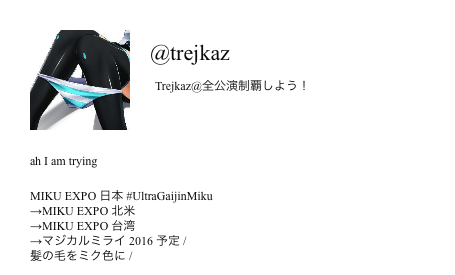 @trejkaz
Trejkaz@全公演制覇しよう！
ah I am trying
MIKU EXPO 日本 #UltraGaijinMiku
→MIKU EXPO 北米
→MIKU EXPO 台湾
→マジカルミライ 2016 予定 /
髪の毛をミク色に /